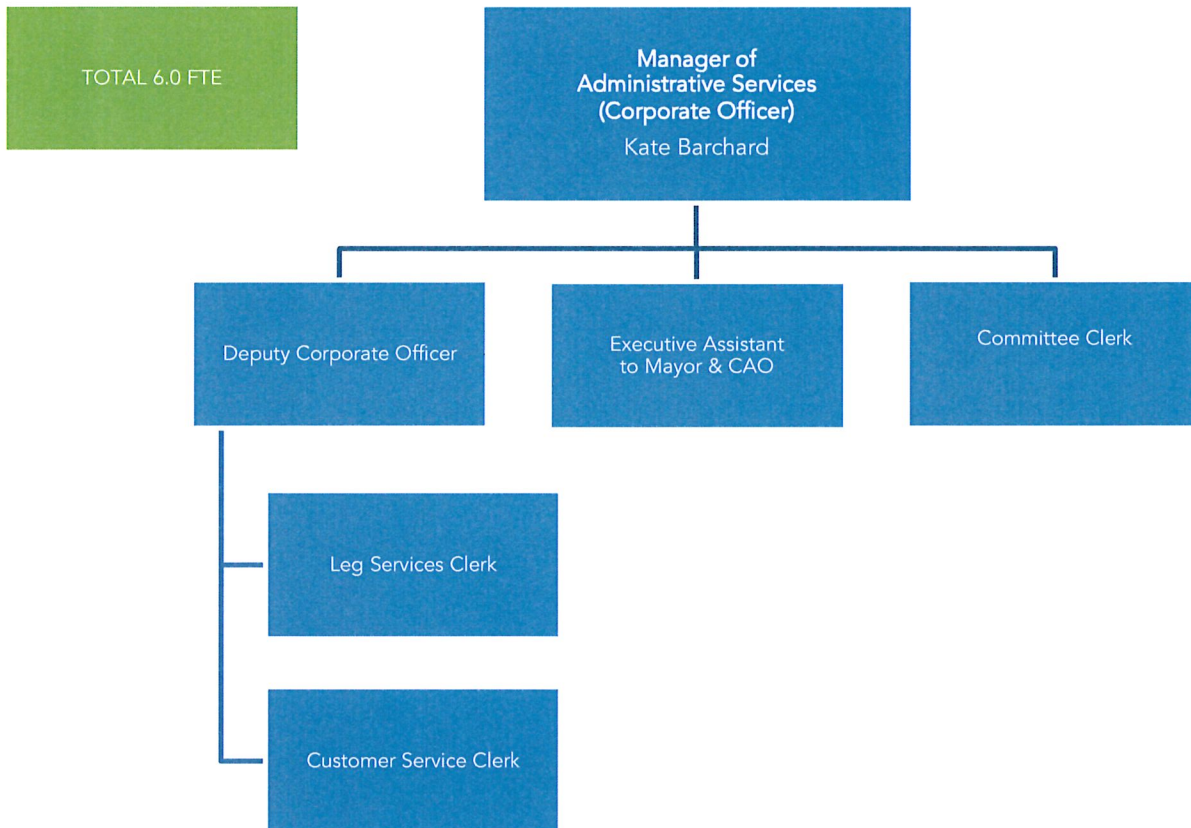 TOTAL 6.0 FTE
Manager of
Administrative Services
(Corporate Officer)
Kate Barchard
Deputy Corporate Officer
Executive Assistant
to Mayor & CAO
Committee Clerk
Leg Services Clerk
Customer Service Clerk